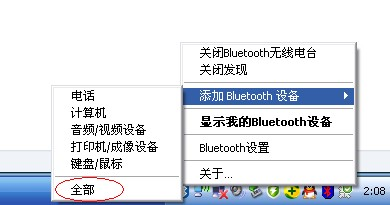 关闭Bluetooth无线电台
关闭发现
添加 Bluetooth 设备
显示我的Bluetooth设备
Bluetooth设置
关于...
电话
计算机
音频/视频设备
打印机/成像设备
键盘/鼠标
全部
2:08